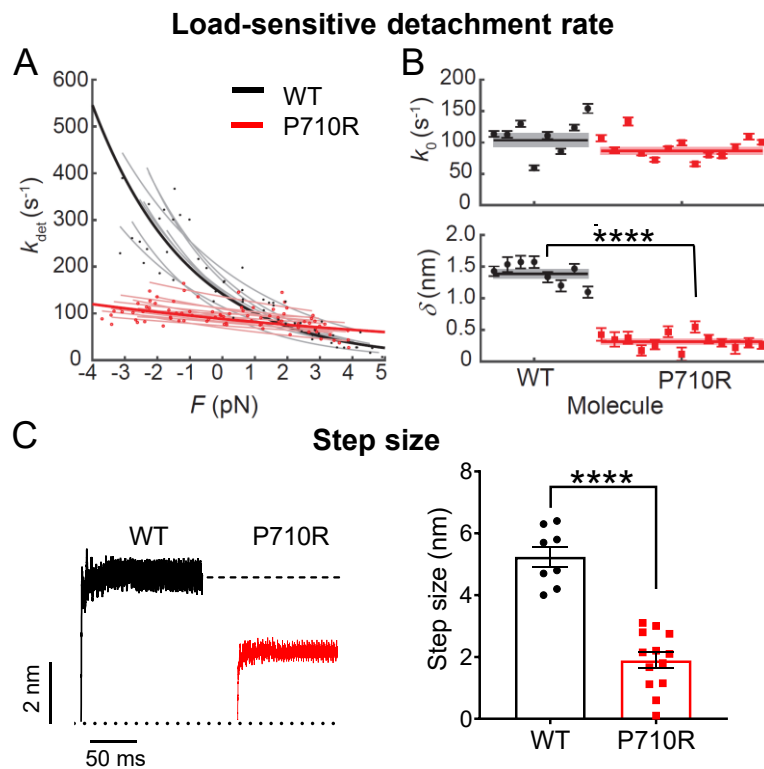 Load-sensitive detachment rate
A
B
600
500
400
300
200
100
0
k_det (s⁻¹)
WT
P710R
-4 -3 -2 -1 0 1 2 3 4 5
F (pN)
200
150
100
50
0
k₀ (s⁻¹)
2.0
1.5
1.0
0.5
0
δ (nm)
****
WT P710R
Molecule
C
Step size
WT P710R
2 nm
50 ms
8
6
4
2
0
Step size (nm)
****
WT P710R